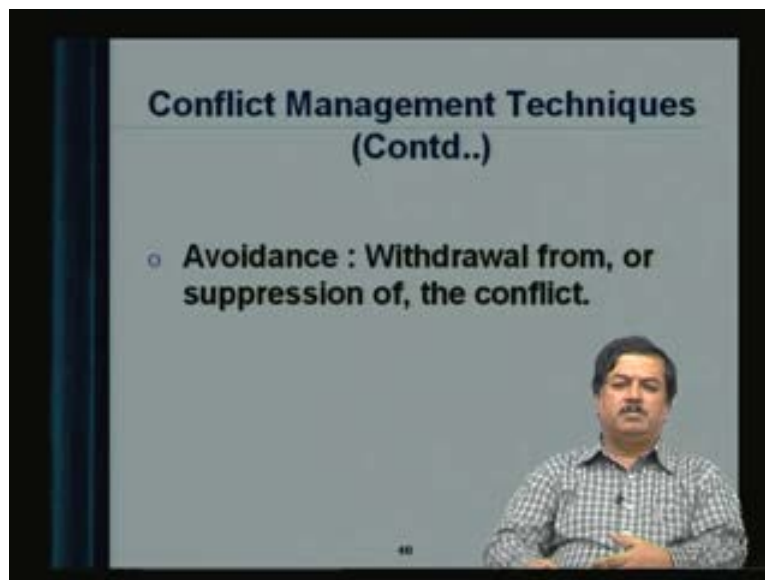 Conflict Management Techniques
(Contd..)
o Avoidance : Withdrawal from, or
suppression of, the conflict.